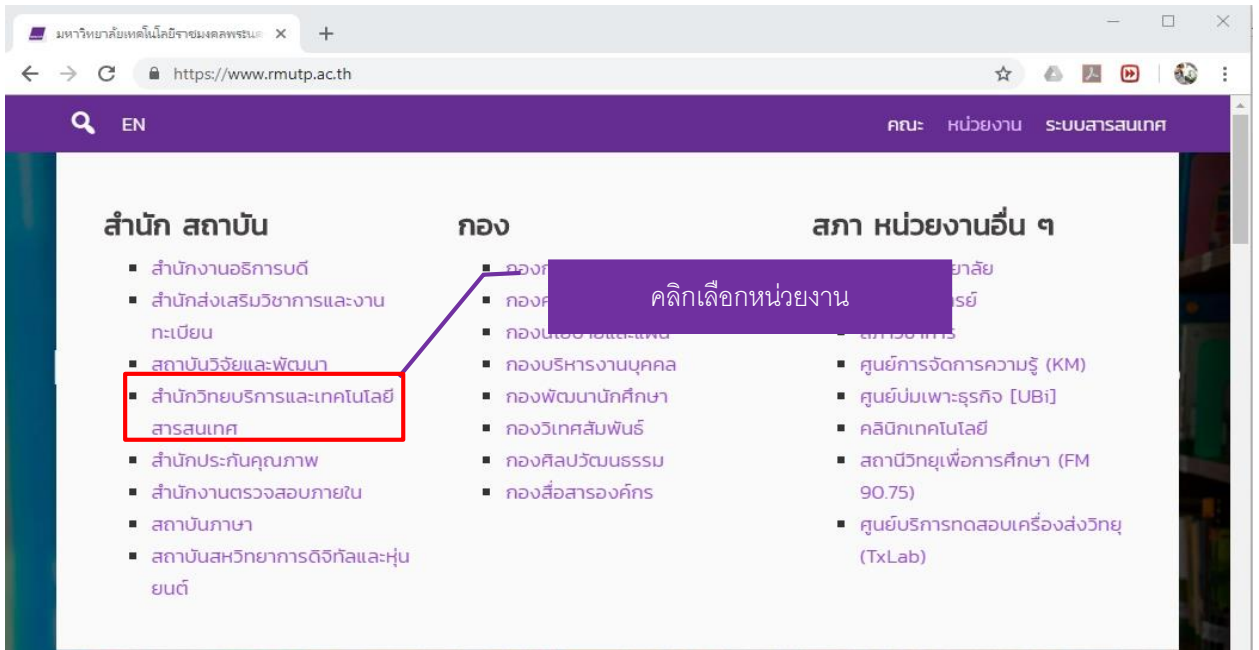 มหาวิทยาลัยเทคโนโลยีราชมงคลพระนค
https://www.rmutp.ac.th
EN
คณะ หน่วยงาน ระบบสารสนเทศ
สำนัก สถาบัน
สำนักงานอธิการบดี
สำนักส่งเสริมวิชาการและงาน
ทะเบียน
สถาบันวิจัยและพัฒนา
สำนักวิทยบริการและเทคโนโลยี
สารสนเทศ
สำนักประกันคุณภาพ
สำนักงานตรวจสอบภายใน
สถาบันภาษา
สถาบันสหวิทยาการดิจิทัลและหุ่น
ยนต์
กอง
คลิกเลือกหน่วยงาน
กองนโยบายและแผน
กองบริหารงานบุคคล
กองพัฒนานักศึกษา
กองวิเทศสัมพันธ์
กองศิลปวัฒนธรรม
กองสื่อสารองค์กร
สภา หน่วยงานอื่น ๆ
สภาวิชาการ
ศูนย์การจัดการความรู้ (KM)
ศูนย์บ่มเพาะธุรกิจ [UBi]
คลินิกเทคโนโลยี
สถานีวิทยุเพื่อการศึกษา (FM
90.75)
ศูนย์บริการทดสอบเครื่องส่งวิทยุ
(TxLab)